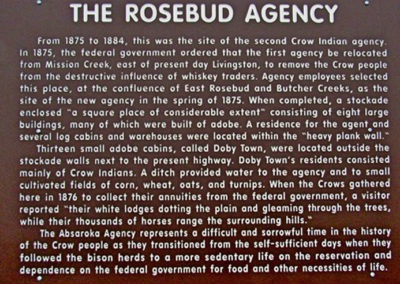 THE ROSEBUD AGENCY
From 1875 to 1884, this was the site of the second Crow Indian agency.
In 1875, the federal government ordered that the first agency be relocated
from Mission Creek, east of present day Livingston, to remove the Crow people
from the destructive influence of whiskey traders. Agency employees selected
this place, at the confluence of East Rosebud and Butcher Creeks, as the
site of the new agency in the spring of 1875. When completed, a stockade
enclosed "a square place of considerable extent" consisting of eight large
buildings, many of which were built of adobe. A residence for the agent and
several log cabins and warehouses were located within the "heavy plank wall."
Thirteen small adobe cabins, called Doby Town, were located outside the
stockade walls next to the present highway. Doby Town's residents consisted
mainly of Crow Indians. A ditch provided water to the agency and to small
cultivated fields of corn, wheat, oats, and turnips. When the Crows gathered
here in 1876 to collect their annuities from the federal government, a visitor
reported "their white lodges dotting the plain and gleaming through the trees,
while their thousands of horses range the surrounding hills."
The Absaroka Agency represents a difficult and sorrowful time in the history
of the Crow people as they transitioned from the self-sufficient days when they
followed the bison herds to a more sedentary life on the reservation and
dependence on the federal government for food and other necessities of life.